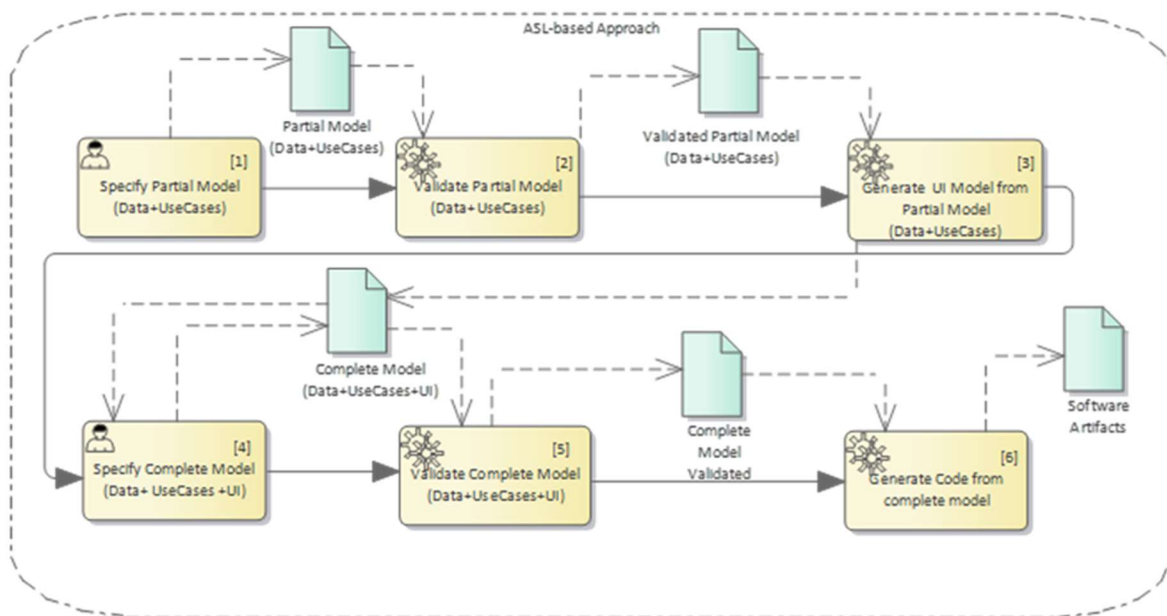 ASL-based Approach
Partial Model
(Data+UseCases)
Validated Partial Model
(Data+UseCases)
[1]
Specify Partial Model
(Data+UseCases)
[2]
Validate Partial Model
(Data+ UseCases)
[3]
Generate UI Model from
Partial Model
(Data+UseCases)
Complete Model
(Data+UseCases+UI)
Complete
Model
Validated
Software
Artifacts
[4]
Specify Complete Model
(Data+ UseCases +UI)
[5]
Validate Complete Model
(Data+UseCases+UI)
[6]
Generate Code from
complete model